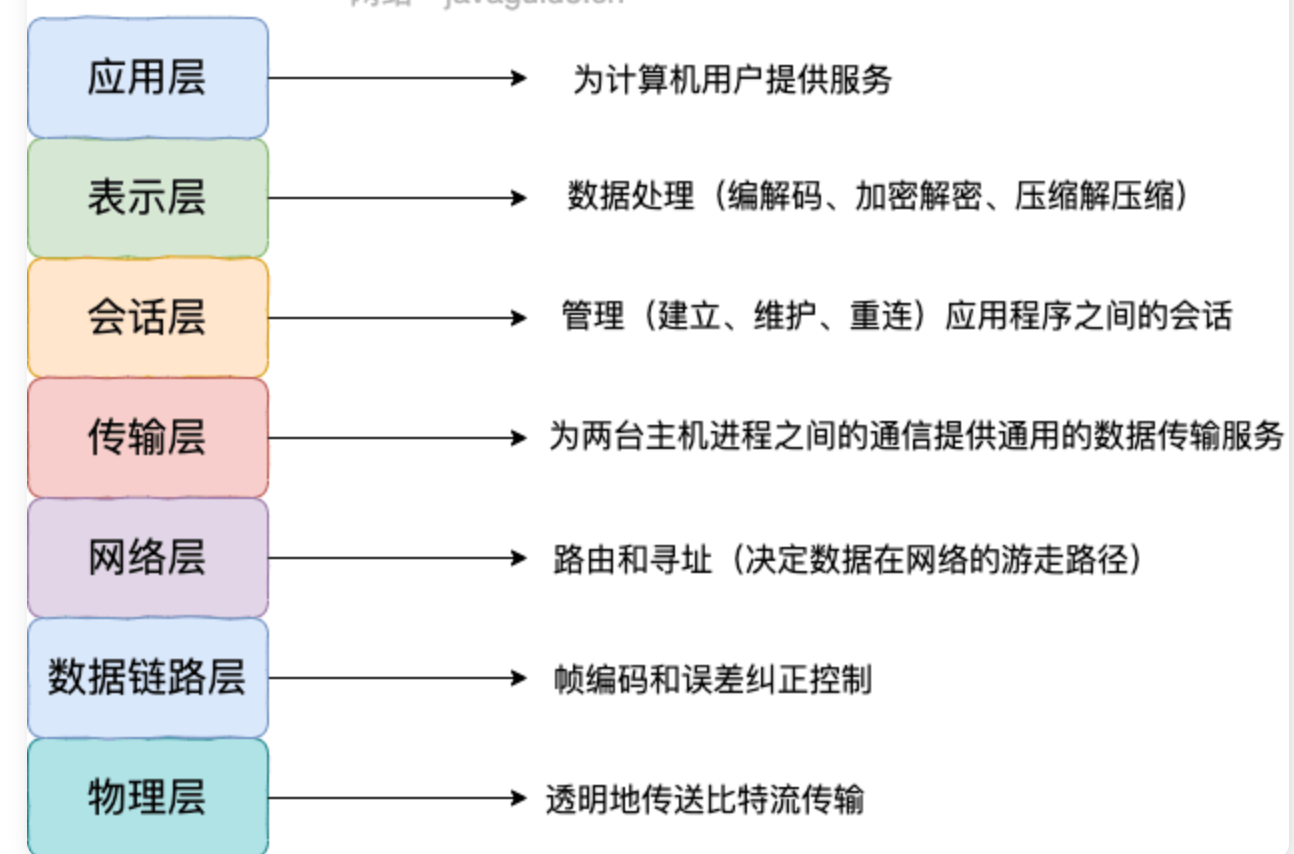 应用层 为计算机用户提供服务
表示层 数据处理（编解码、加密解密、压缩解压缩）
会话层 管理（建立、维护、重连）应用程序之间的会话
传输层 为两台主机进程之间的通信提供通用的数据传输服务
网络层 路由和寻址（决定数据在网络的游走路径）
数据链路层 帧编码和误差纠正控制
物理层 透明地传送比特流传输